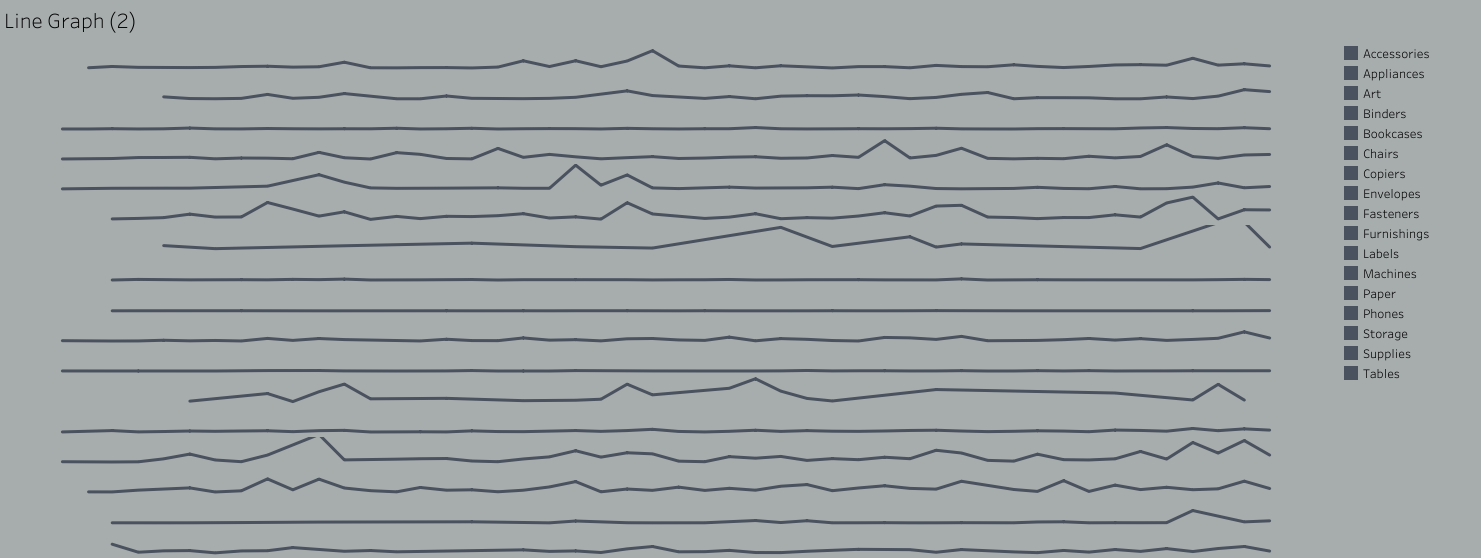 Line Graph (2)
Accessories
Appliances
Art
Binders
Bookcases
Chairs
Copiers
Envelopes
Fasteners
Furnishings
Labels
Machines
Paper
Phones
Storage
Supplies
Tables